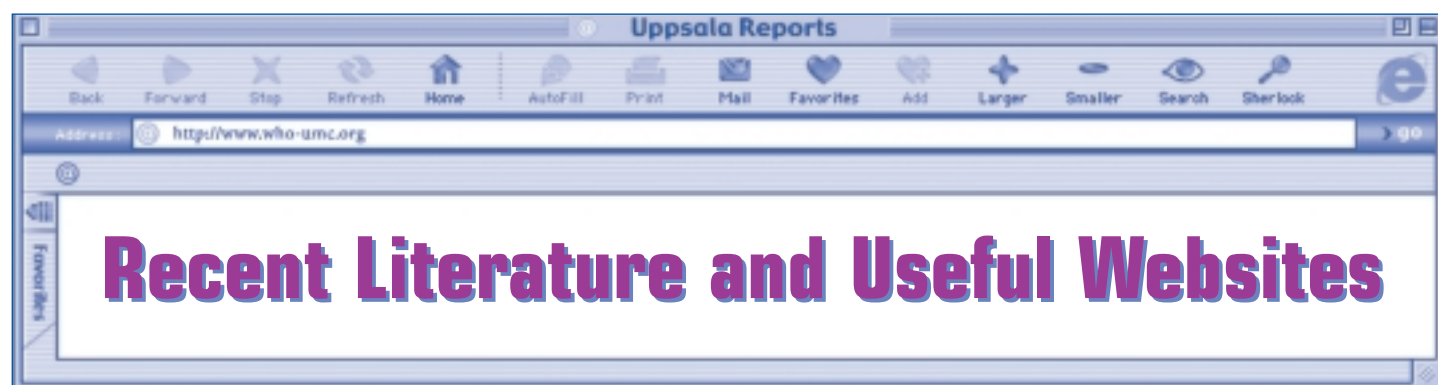 Uppsala Reports
Back Forward Stop Refresh Home AutoFill Print Mail Favorites Add Larger Smaller Search Sherlock
Address: @ http://www.who-umc.org go
@
Favorites
Recent Literature and Useful Websites